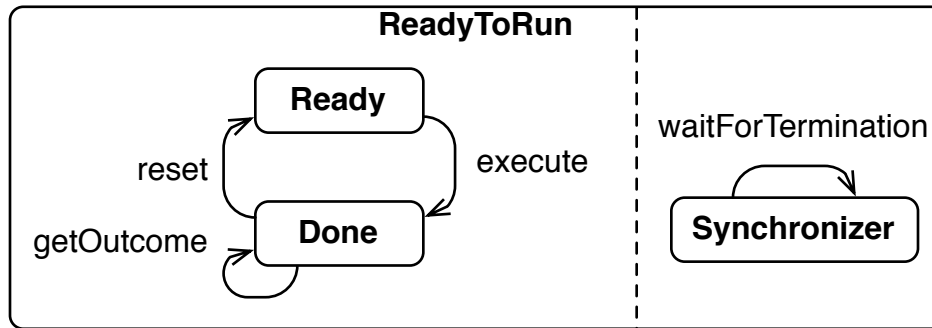 ReadyToRun
Ready
waitForTermination
reset
execute
Synchronizer
Done
getOutcome